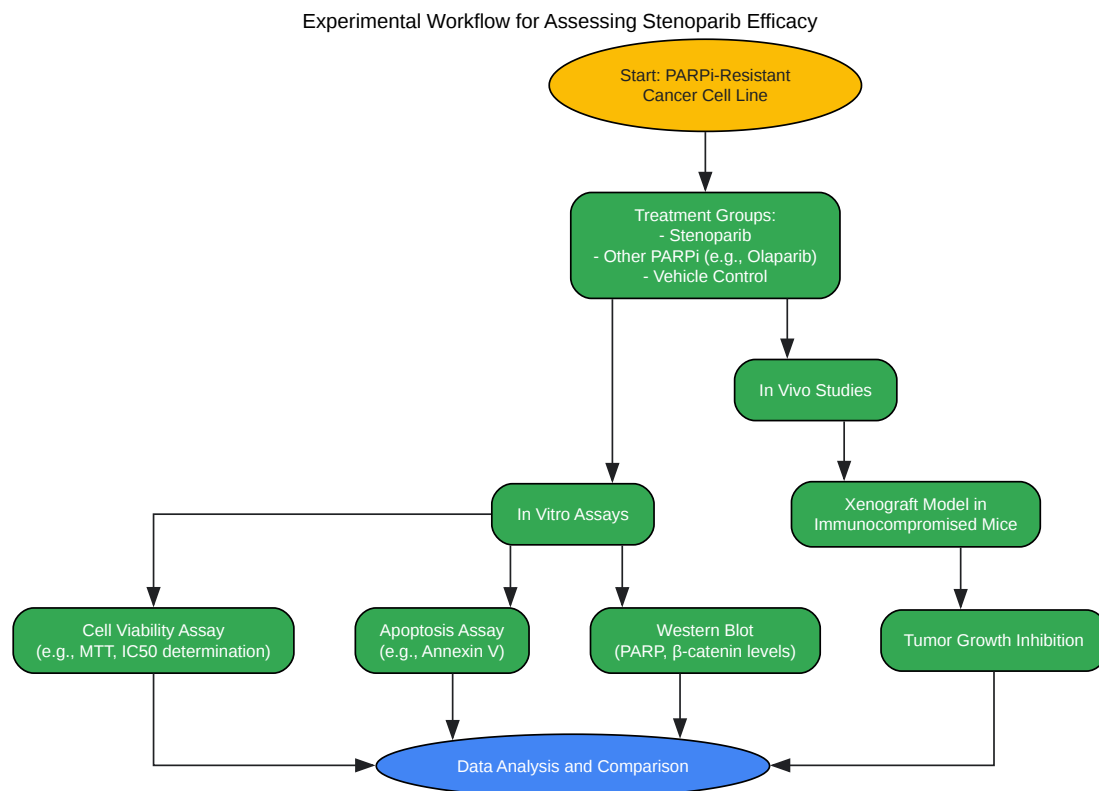 Experimental Workflow for Assessing Stenoparib Efficacy
Start: PARPi-Resistant
Cancer Cell Line
Treatment Groups:
- Stenoparib
- Other PARPi (e.g., Olaparib)
- Vehicle Control
In Vivo Studies
In Vitro Assays
Xenograft Model in
Immunocompromised Mice
Cell Viability Assay
(e.g., MTT, IC50 determination)
Apoptosis Assay
(e.g., Annexin V)
Western Blot
(PARP, β-catenin levels)
Tumor Growth Inhibition
Data Analysis and Comparison